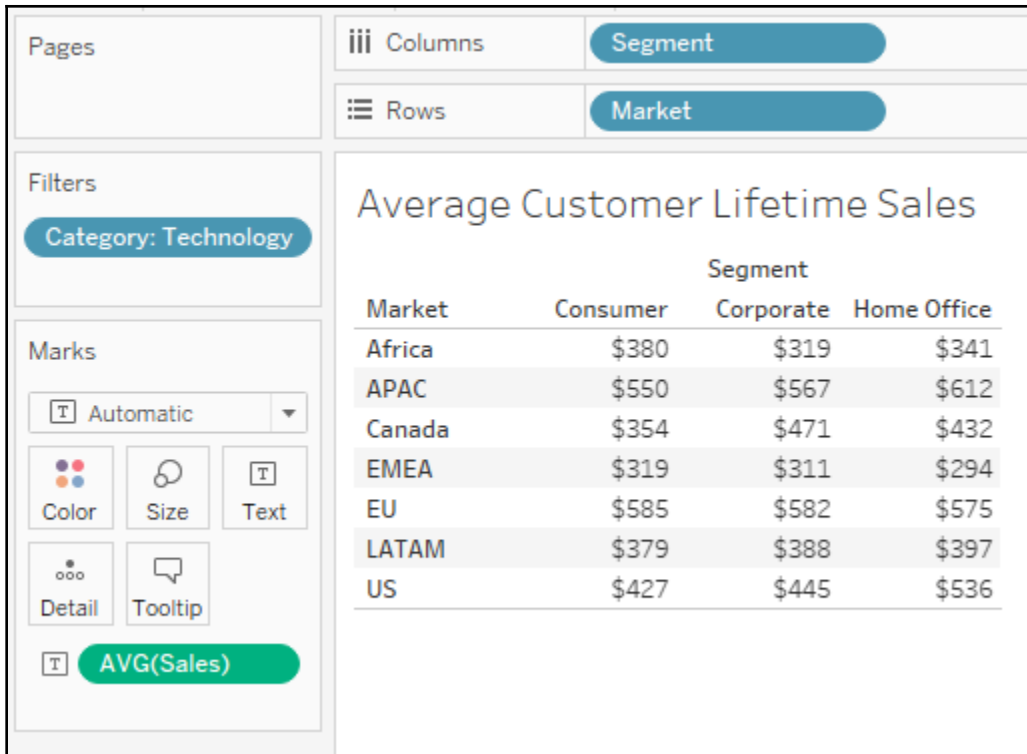 Pages
Columns Segment
Rows Market
Filters
Category: Technology
Marks
T Automatic
Color Size T Text
Detail Tooltip
T AVG(Sales)
Average Customer Lifetime Sales
Segment
Market Consumer Corporate Home Office
Africa $380 $319 $341
APAC $550 $567 $612
Canada $354 $471 $432
EMEA $319 $311 $294
EU $585 $582 $575
LATAM $379 $388 $397
US $427 $445 $536